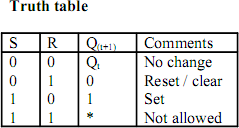 Truth table
S R Q(t+1) Comments
0 0 Qt No change
0 1 0 Reset / clear
1 0 1 Set
1 1 * Not allowed